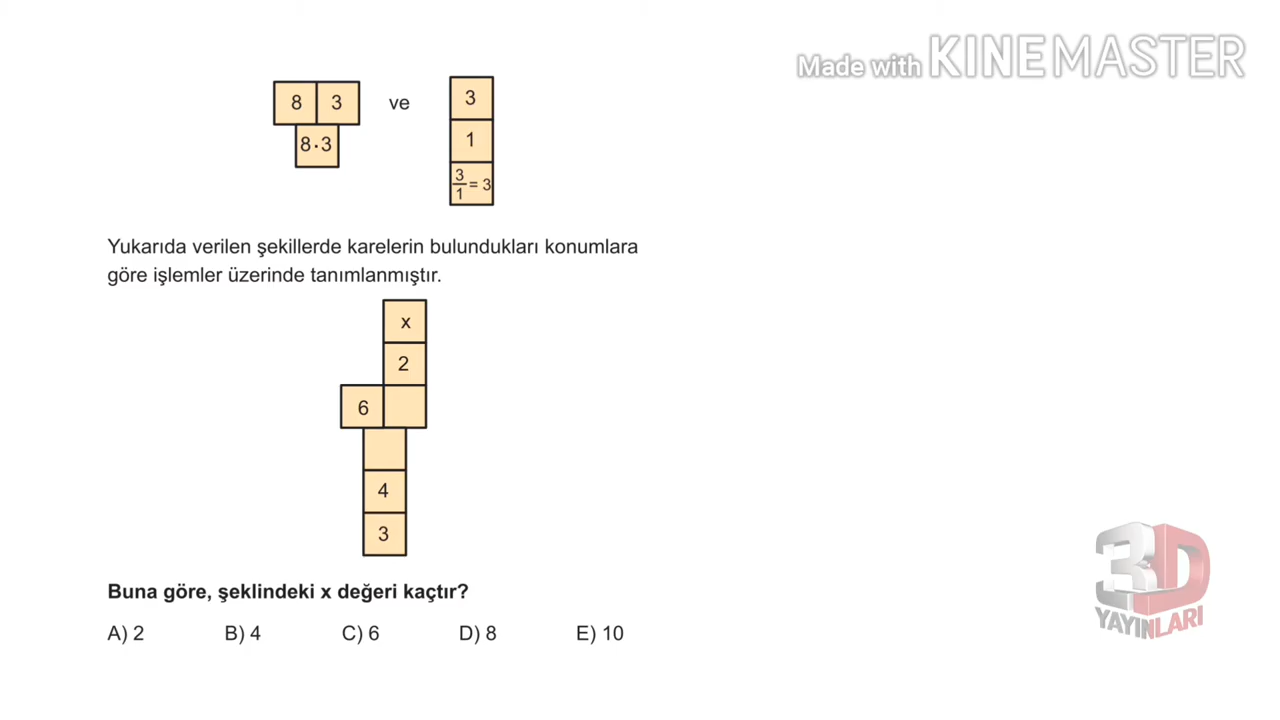 Made with KINEMASTER
8 3 ve 3
8·3 1
3/1 = 3
Yukarıda verilen şekillerde karelerin bulundukları konumlara
göre işlemler üzerinde tanımlanmıştır.
x
2
6
4
3
Buna göre, şeklindeki x değeri kaçtır?
A) 2 B) 4 C) 6 D) 8 E) 10
3D
YAYINLARI